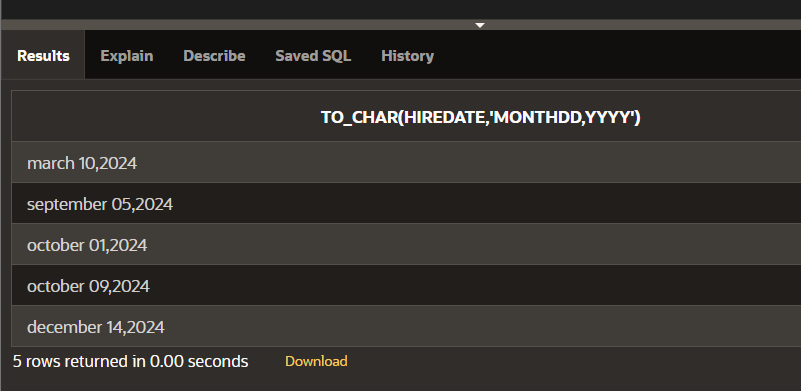 Results Explain Describe Saved SQL History
TO_CHAR(HIREDATE,'MONTHDD,YYYY')
march 10,2024
september 05,2024
october 01,2024
october 09,2024
december 14,2024
5 rows returned in 0.00 seconds Download